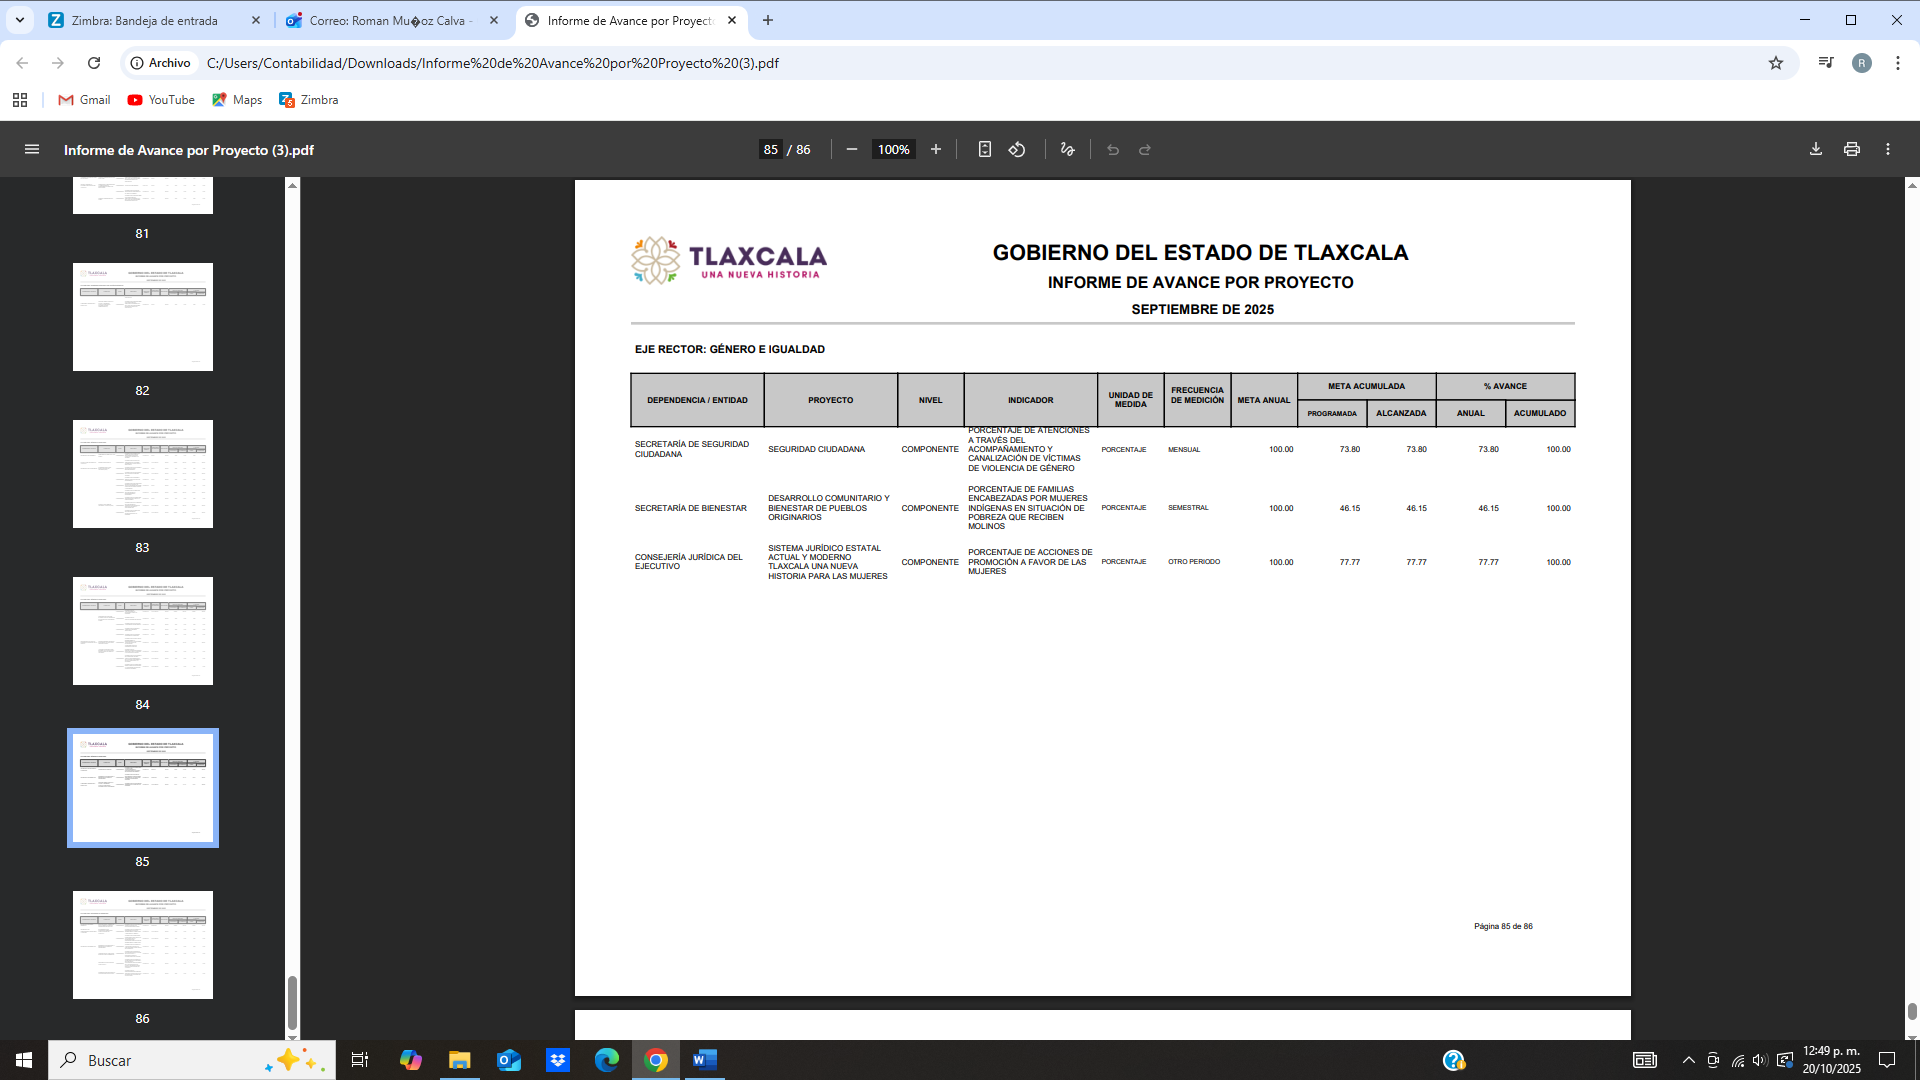 Zimbra: Bandeja de entrada
Correo: Roman Mu�oz Calva -
Informe de Avance por Proyecto
Archivo
C:/Users/Contabilidad/Downloads/Informe%20de%20Avance%20por%20Proyecto%20(3).pdf
R
Gmail
YouTube
Maps
Zimbra
Informe de Avance por Proyecto (3).pdf
85 / 86
100%
81
82
83
84
85
86
TLAXCALA
UNA NUEVA HISTORIA
GOBIERNO DEL ESTADO DE TLAXCALA
INFORME DE AVANCE POR PROYECTO
SEPTIEMBRE DE 2025
EJE RECTOR: GÉNERO E IGUALDAD
DEPENDENCIA / ENTIDAD
PROYECTO
NIVEL
INDICADOR
UNIDAD DE
MEDIDA
FRECUENCIA
DE MEDICIÓN
META ANUAL
META ACUMULADA
PROGRAMADA
ALCANZADA
% AVANCE
ANUAL
ACUMULADO
SECRETARÍA DE SEGURIDAD
CIUDADANA
SEGURIDAD CIUDADANA
COMPONENTE
PORCENTAJE DE ATENCIONES
A TRAVÉS DEL
ACOMPAÑAMIENTO Y
CANALIZACIÓN DE VÍCTIMAS
DE VIOLENCIA DE GÉNERO
PORCENTAJE
MENSUAL
100.00
73.80
73.80
73.80
100.00
SECRETARÍA DE BIENESTAR
DESARROLLO COMUNITARIO Y
BIENESTAR DE PUEBLOS
ORIGINARIOS
COMPONENTE
PORCENTAJE DE FAMILIAS
ENCABEZADAS POR MUJERES
INDÍGENAS EN SITUACIÓN DE
POBREZA QUE RECIBEN
MOLINOS
PORCENTAJE
SEMESTRAL
100.00
46.15
46.15
46.15
100.00
CONSEJERÍA JURÍDICA DEL
EJECUTIVO
SISTEMA JURÍDICO ESTATAL
ACTUAL Y MODERNO
TLAXCALA UNA NUEVA
HISTORIA PARA LAS MUJERES
COMPONENTE
PORCENTAJE DE ACCIONES DE
PROMOCIÓN A FAVOR DE LAS
MUJERES
PORCENTAJE
OTRO PERIODO
100.00
77.77
77.77
77.77
100.00
Página 85 de 86
Buscar
12:49 p. m.
20/10/2025